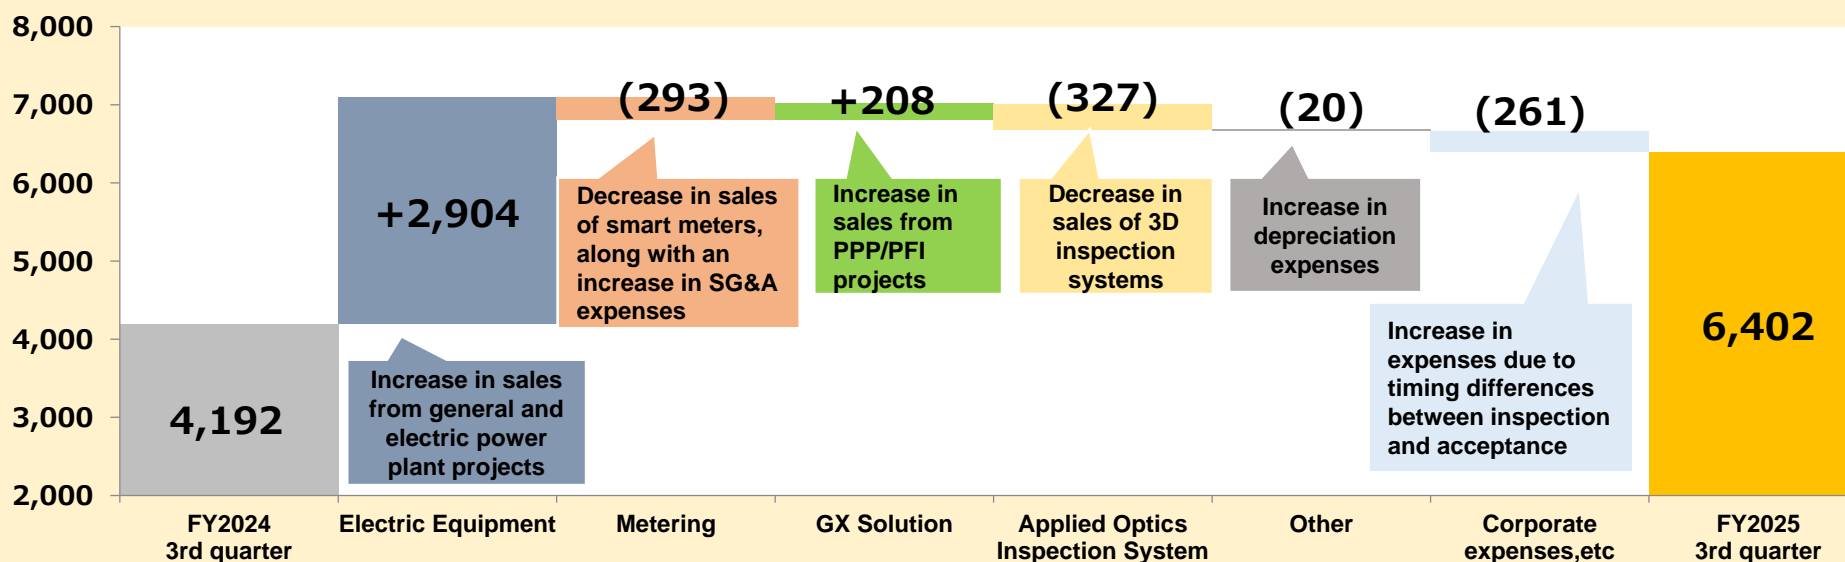 8,000
7,000
6,000
5,000
4,000
3,000
2,000
4,192
+2,904
(293)
+208
(327)
(20)
(261)
6,402
Increase in sales
from general and
electric power
plant projects
Decrease in sales
of smart meters,
along with an
increase in SG&A
expenses
Increase in
sales from
PPP/PFI
projects
Decrease in
sales of 3D
inspection
systems
Increase in
depreciation
expenses
Increase in
expenses due to
timing differences
between inspection
and acceptance
FY2024
3rd quarter
Electric Equipment
Metering
GX Solution
Applied Optics
Inspection System
Other
Corporate
expenses,etc
FY2025
3rd quarter